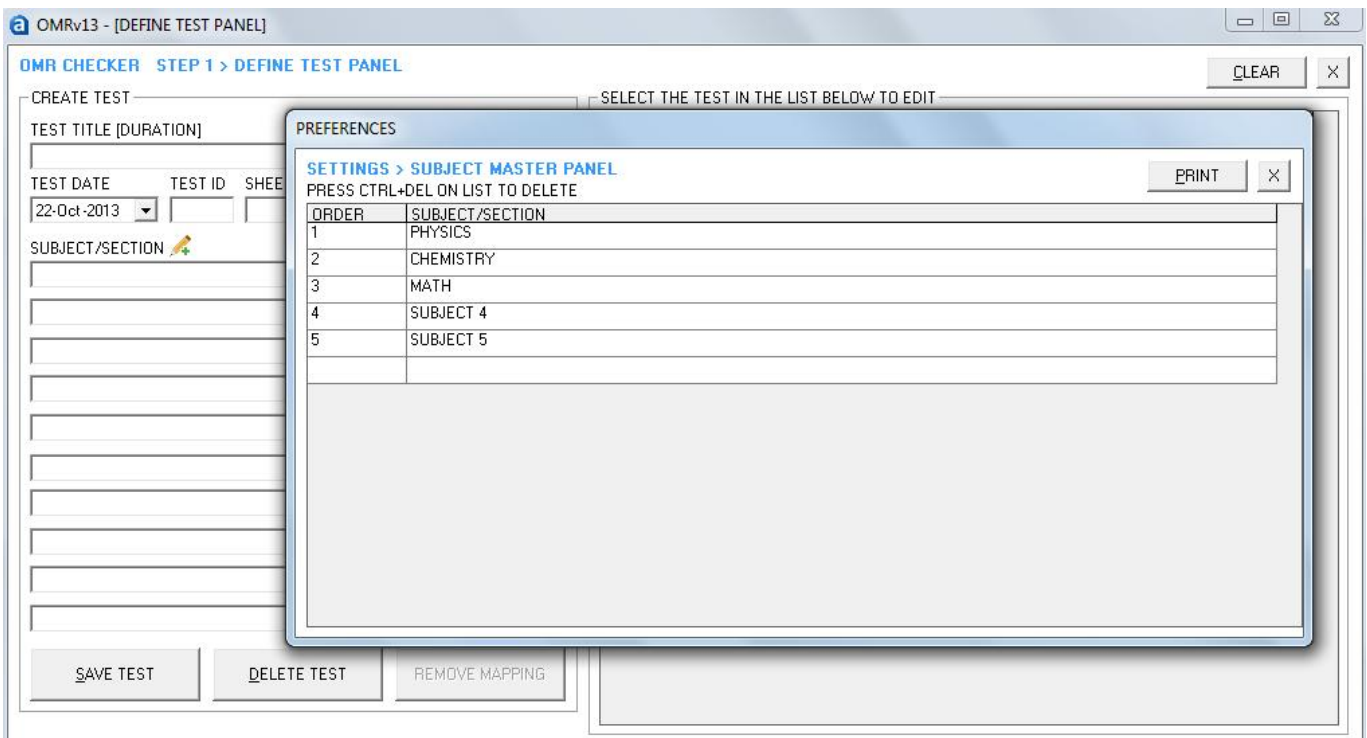 OMRv13 - [DEFINE TEST PANEL]
OMR CHECKER STEP 1 > DEFINE TEST PANEL
CLEAR
X
CREATE TEST
SELECT THE TEST IN THE LIST BELOW TO EDIT
TEST TITLE [DURATION]
TEST DATE TEST ID SHEE
22-Oct-2013
SUBJECT/SECTION
PREFERENCES
SETTINGS > SUBJECT MASTER PANEL
PRINT
X
PRESS CTRL+DEL ON LIST TO DELETE
ORDER SUBJECT/SECTION
1 PHYSICS
2 CHEMISTRY
3 MATH
4 SUBJECT 4
5 SUBJECT 5
SAVE TEST
DELETE TEST
REMOVE MAPPING